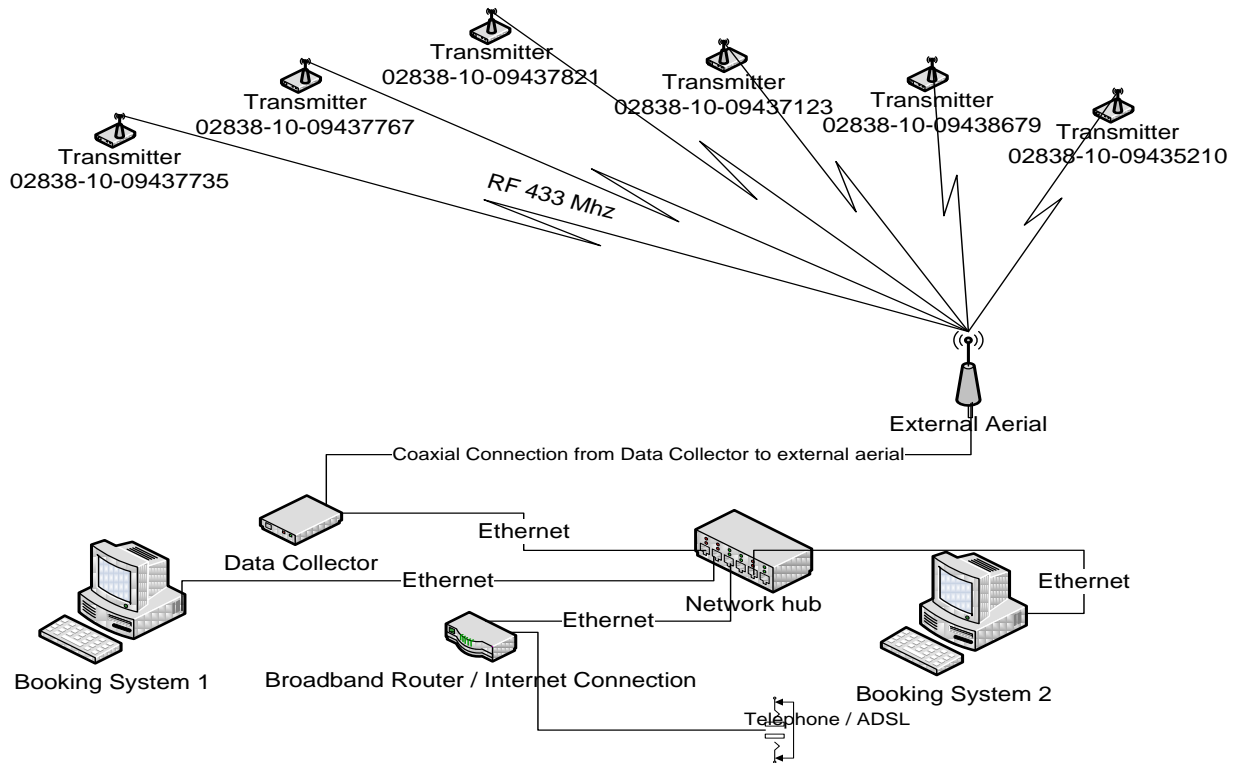 Transmitter
02838-10-09437821
Transmitter
02838-10-09437123
Transmitter
02838-10-09437767
Transmitter
02838-10-09438679
Transmitter
02838-10-09435210
Transmitter
02838-10-09437735
RF 433 Mhz
External Aerial
Coaxial Connection from Data Collector to external aerial
Ethernet
Data Collector
Ethernet
Ethernet
Network hub
Ethernet
Booking System 1
Broadband Router / Internet Connection
Booking System 2
Telephone / ADSL